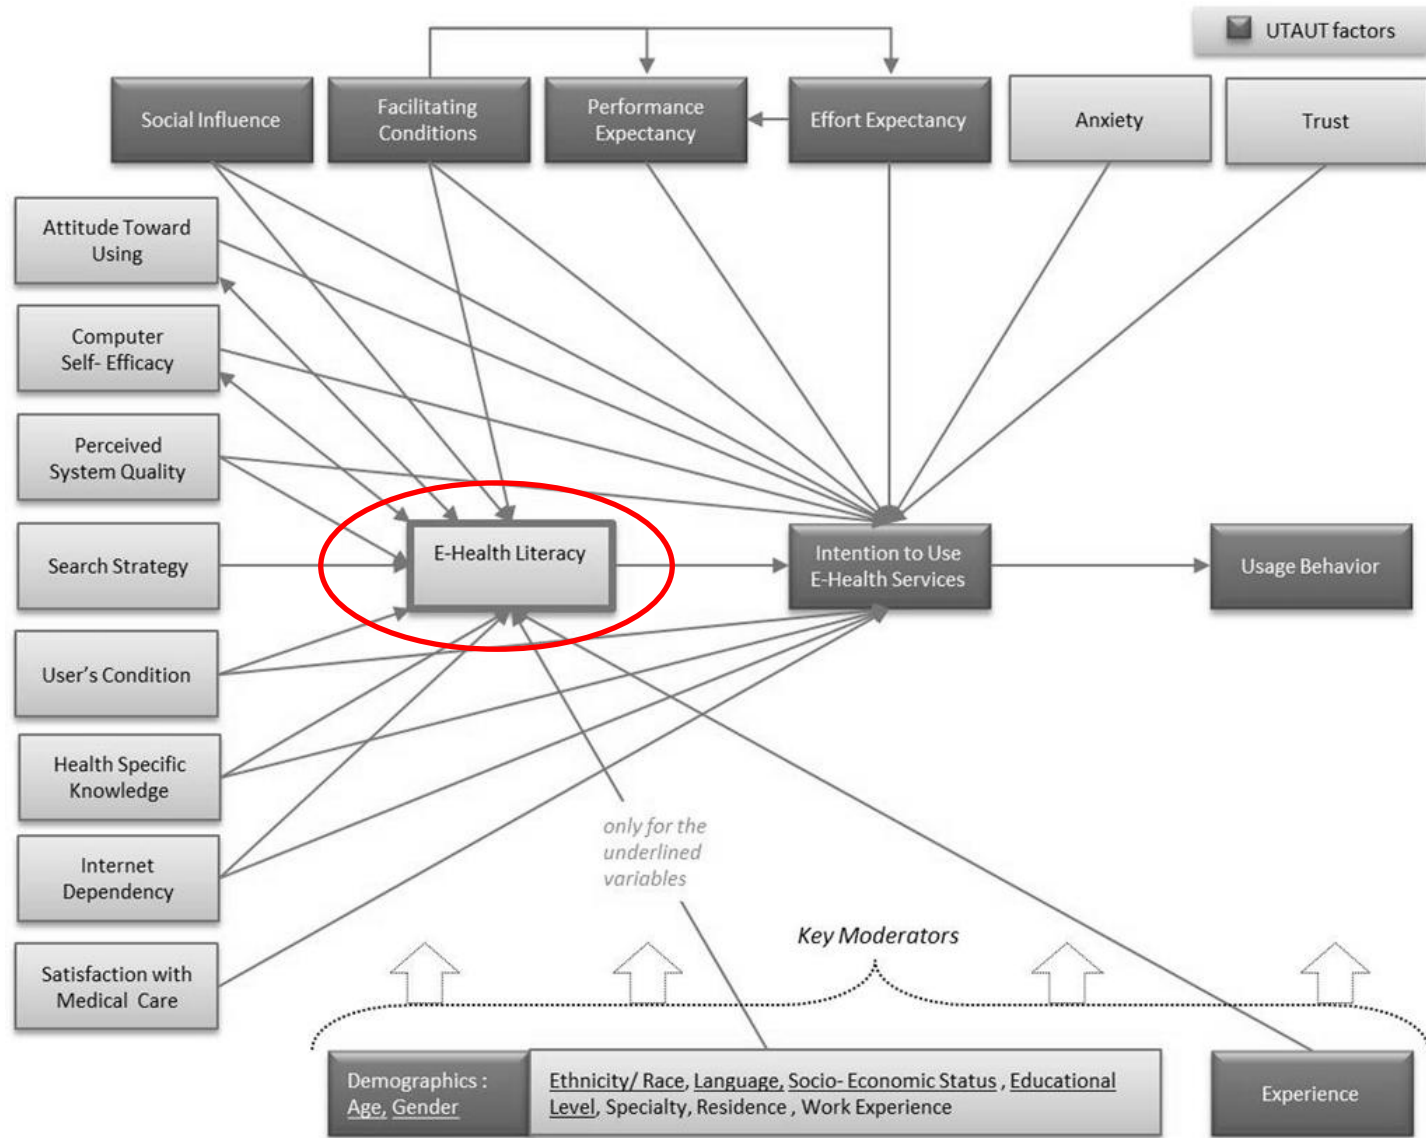 UTAUT factors
Social Influence
Facilitating
Conditions
Performance
Expectancy
Effort Expectancy
Anxiety
Trust
Attitude Toward
Using
Computer
Self- Efficacy
Perceived
System Quality
Search Strategy
User's Condition
Health Specific
Knowledge
Internet
Dependency
Satisfaction with
Medical Care
E-Health Literacy
Intention to Use
E-Health Services
Usage Behavior
only for the
underlined
variables
Key Moderators
Demographics :
Age, Gender
Ethnicity/ Race, Language, Socio- Economic Status , Educational
Level, Specialty, Residence , Work Experience
Experience